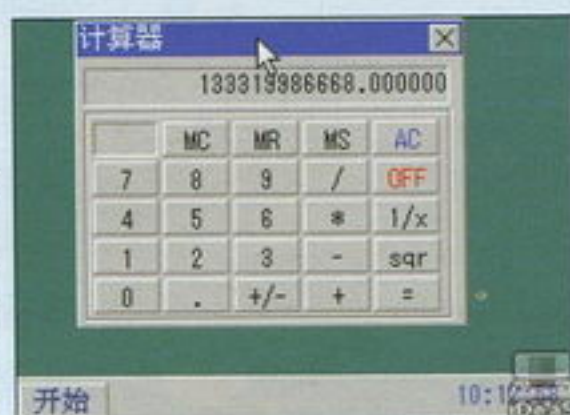 计算器
133319986668.000000
MC MR MS AC
7 8 9 / OFF
4 5 6 * 1/x
1 2 3 - sqr
0 . +/- + =
开始